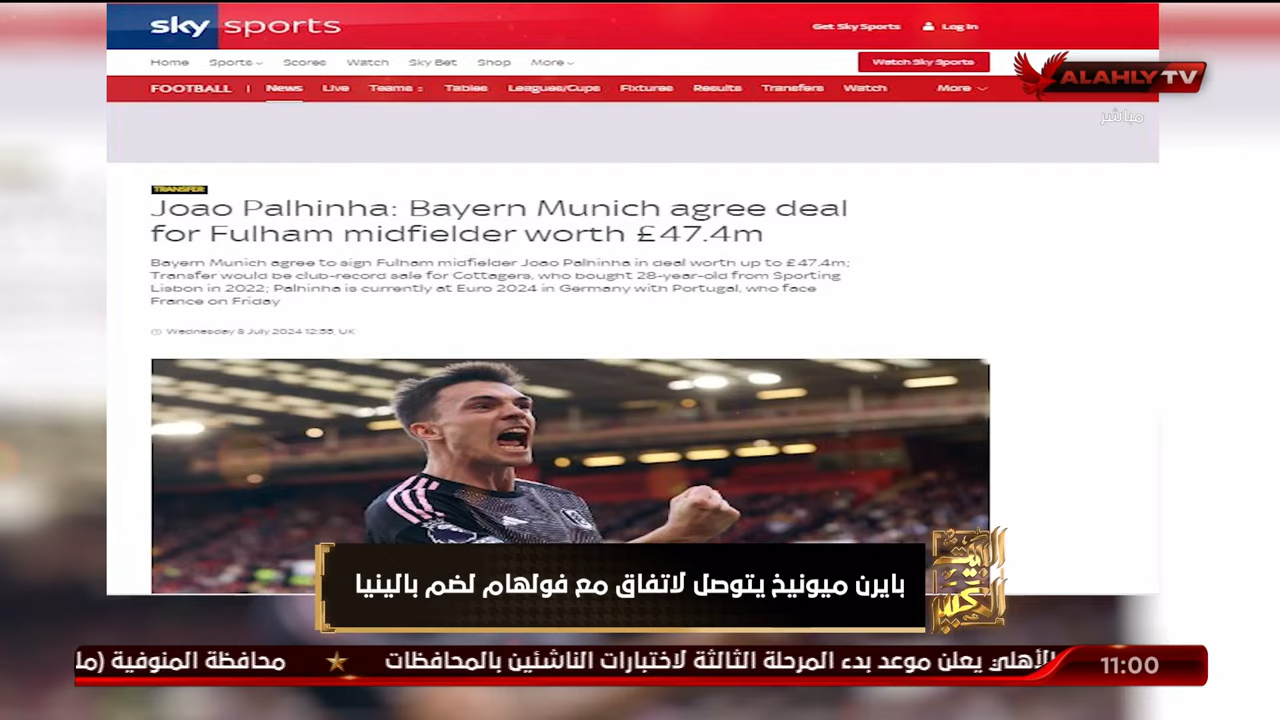 sky sports
Get Sky Sports
Log In
Home Sports Scores Watch Sky Bet Shop More
Watch Sky Sports
FOOTBALL | News Live Teams Tables Leagues/Cups Fixtures Results Transfers Watch More
ALAHLY TV
مباشر
TRANSFER
Joao Palhinha: Bayern Munich agree deal
for Fulham midfielder worth £47.4m
Bayern Munich agree to sign Fulham midfielder Joao Palhinha in deal worth up to £47.4m;
Transfer would be club-record sale for Cottagers, who bought 28-year-old from Sporting
Lisbon in 2022; Palhinha is currently at Euro 2024 in Germany with Portugal, who face
France on Friday
Wednesday 8 July 2024 12:55, UK
البيت
الكبير
بايرن ميونيخ يتوصل لاتفاق مع فولهام لضم بالينيا
الأهلي يعلن موعد بدء المرحلة الثالثة لاختبارات الناشئين بالمحافظات ★ محافظة المنوفية (ما
11:00